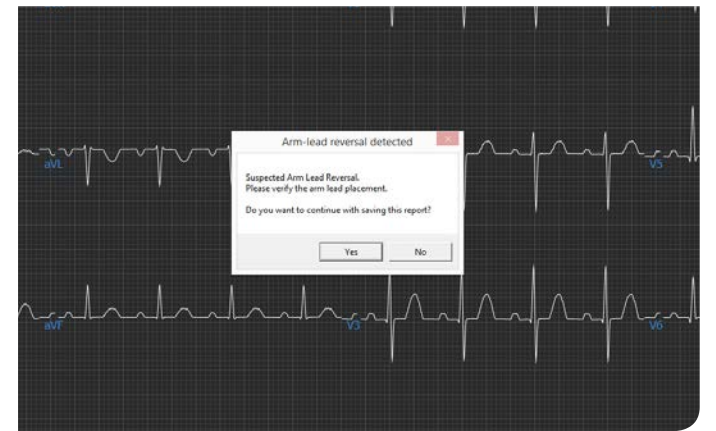 Arm-lead reversal detected
Suspected Arm Lead Reversal.
Please verify the arm lead placement.
Do you want to continue with saving this report?
Yes
No
aVL
V5
aVF
V3
V6